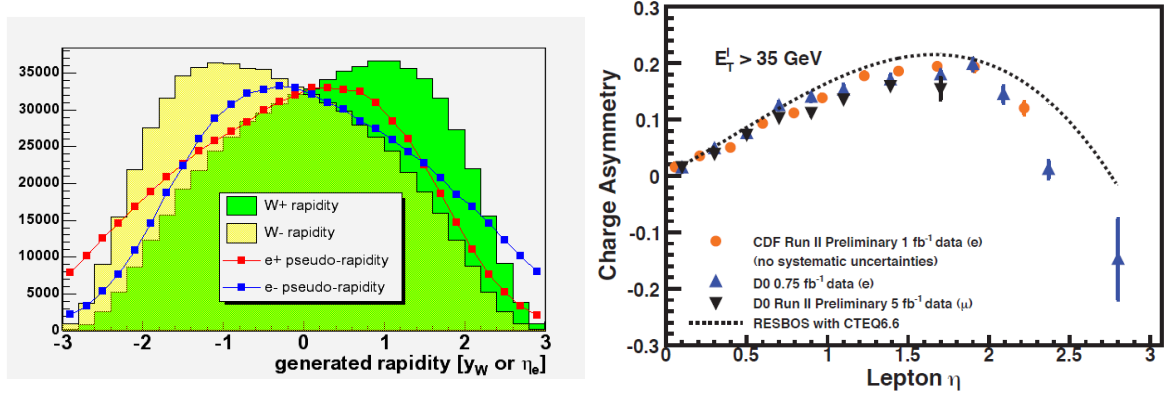 35000
30000
25000
20000
15000
10000
5000
0
W+ rapidity
W- rapidity
e+ pseudo-rapidity
e- pseudo-rapidity
-3 -2 -1 0 1 2 3
generated rapidity [y_W or η_e]
Charge Asymmetry
0.3
0.2
0.1
0
-0.1
-0.2
-0.3
E_T^l > 35 GeV
CDF Run II Preliminary 1 fb⁻¹ data (e)
(no systematic uncertainties)
D0 0.75 fb⁻¹ data (e)
D0 Run II Preliminary 5 fb⁻¹ data (μ)
RESBOS with CTEQ6.6
0 0.5 1 1.5 2 2.5 3
Lepton η